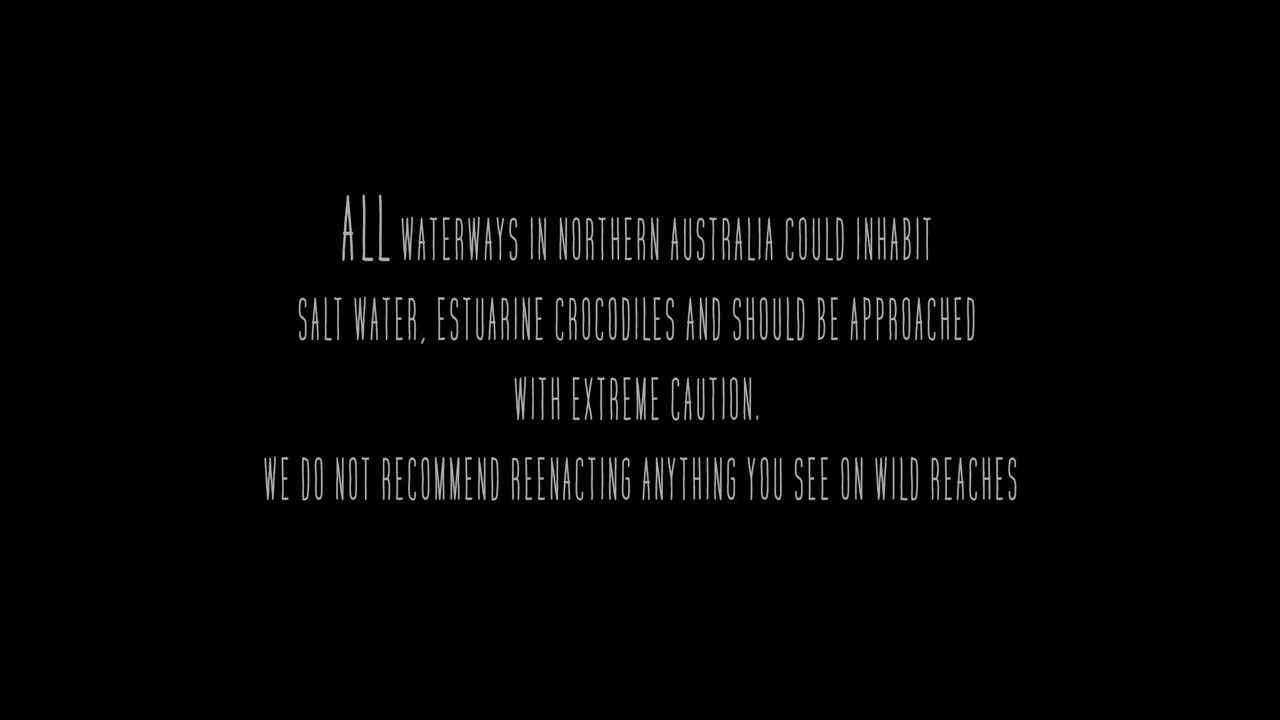 ALL WATERWAYS IN NORTHERN AUSTRALIA COULD INHABIT
SALT WATER, ESTUARINE CROCODILES AND SHOULD BE APPROACHED
WITH EXTREME CAUTION.
WE DO NOT RECOMMEND REENACTING ANYTHING YOU SEE ON WILD REACHES